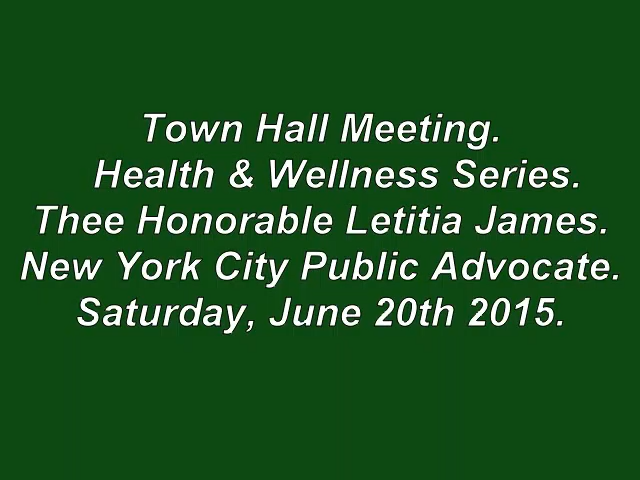 Town Hall Meeting.
Health & Wellness Series.
Thee Honorable Letitia James.
New York City Public Advocate.
Saturday, June 20th 2015.